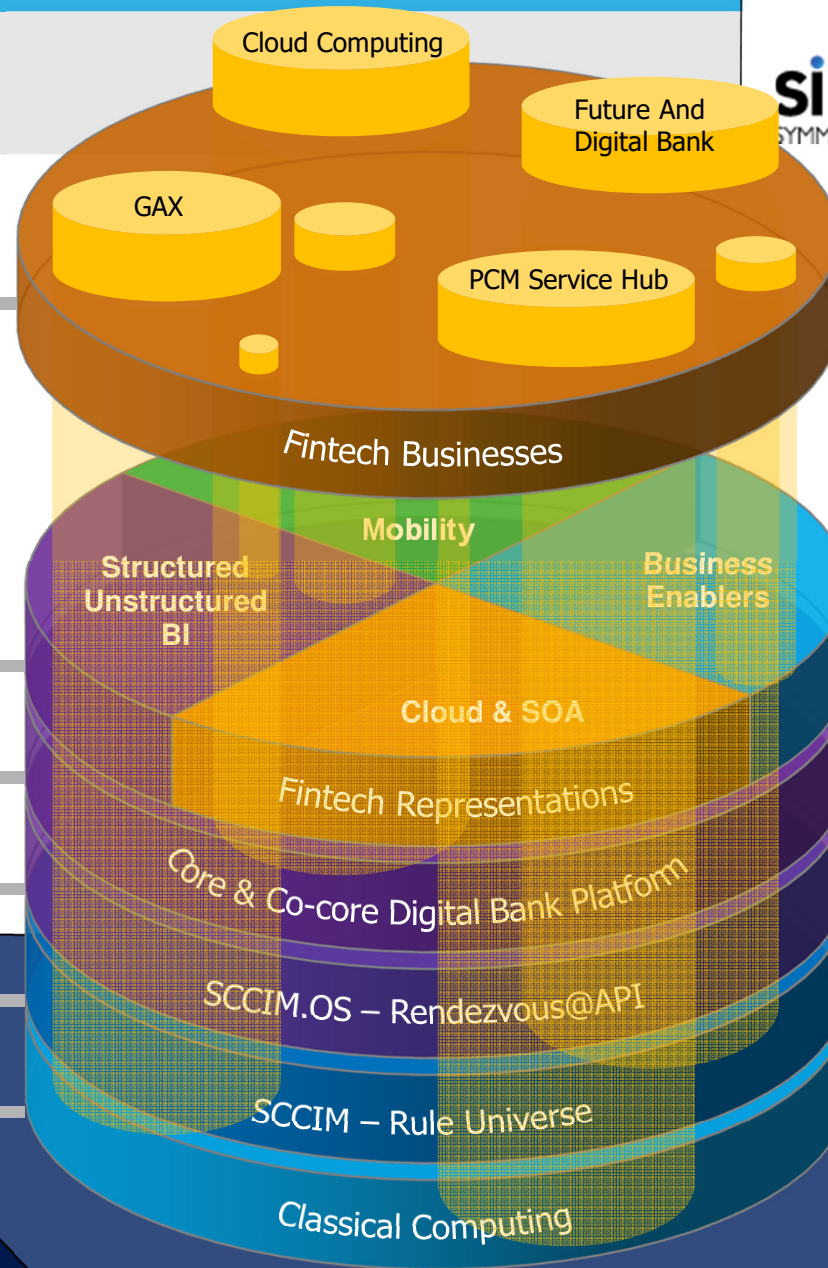 Cloud Computing
Future And
Digital Bank
GAX
PCM Service Hub
Fintech Businesses
Mobility
Structured
Unstructured
BI
Business
Enablers
Cloud & SOA
Fintech Representations
Core & Co-core Digital Bank Platform
SCCIM.OS – Rendezvous@API
SCCIM – Rule Universe
Classical Computing